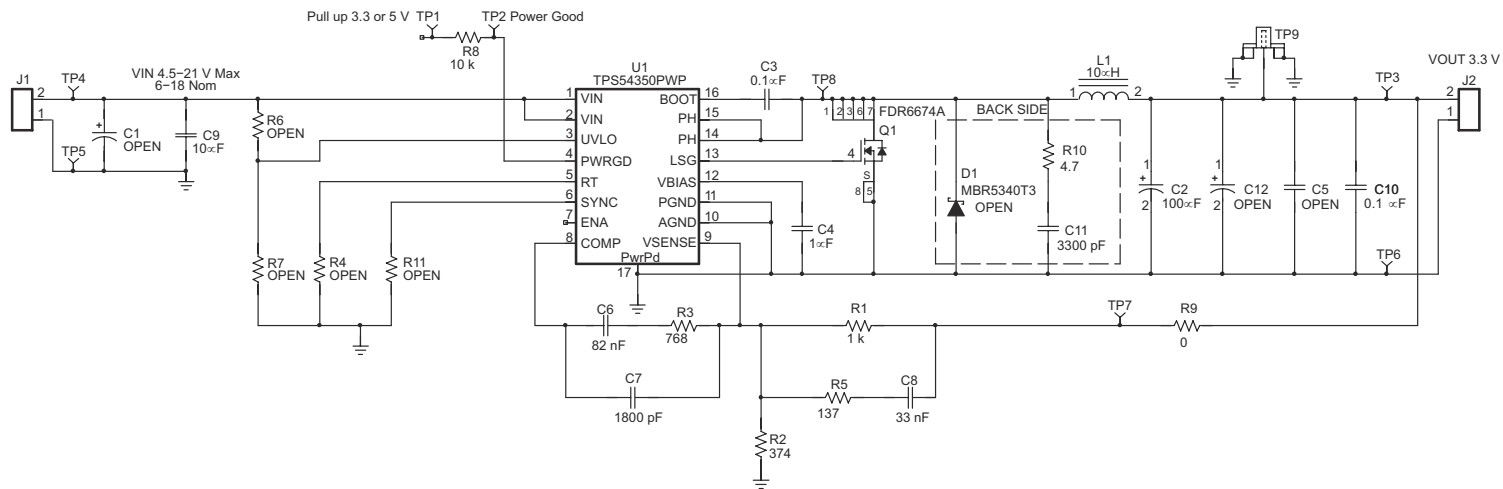 Pull up 3.3 or 5 V
TP1
TP2 Power Good
R8
10 k
J1
2
1
TP4
TP5
VIN 4.5–21 V Max
6–18 Nom
C1
OPEN
+
C9
10∝F
R6
OPEN
R7
OPEN
R4
OPEN
R11
OPEN
U1
TPS54350PWP
1 VIN
2 VIN
3 UVLO
4 PWRGD
5 RT
6 SYNC
7 ENA
8 COMP
BOOT 16
PH 15
PH 14
LSG 13
VBIAS 12
PGND 11
AGND 10
VSENSE 9
PwrPd
17
C3
0.1∝F
TP8
1 2 3 6 7
FDR6674A
Q1
4
S
8 5
C4
1∝F
BACK SIDE
D1
MBR5340T3
OPEN
R10
4.7
C11
3300 pF
L1
10∝H
1 2
TP9
TP3
VOUT 3.3 V
J2
2
1
1
+
2
C2
100∝F
1
+
2
C12
OPEN
C5
OPEN
C10
0.1 ∝F
TP6
C6
82 nF
R3
768
C7
1800 pF
R1
1 k
R5
137
C8
33 nF
R2
374
TP7
R9
0